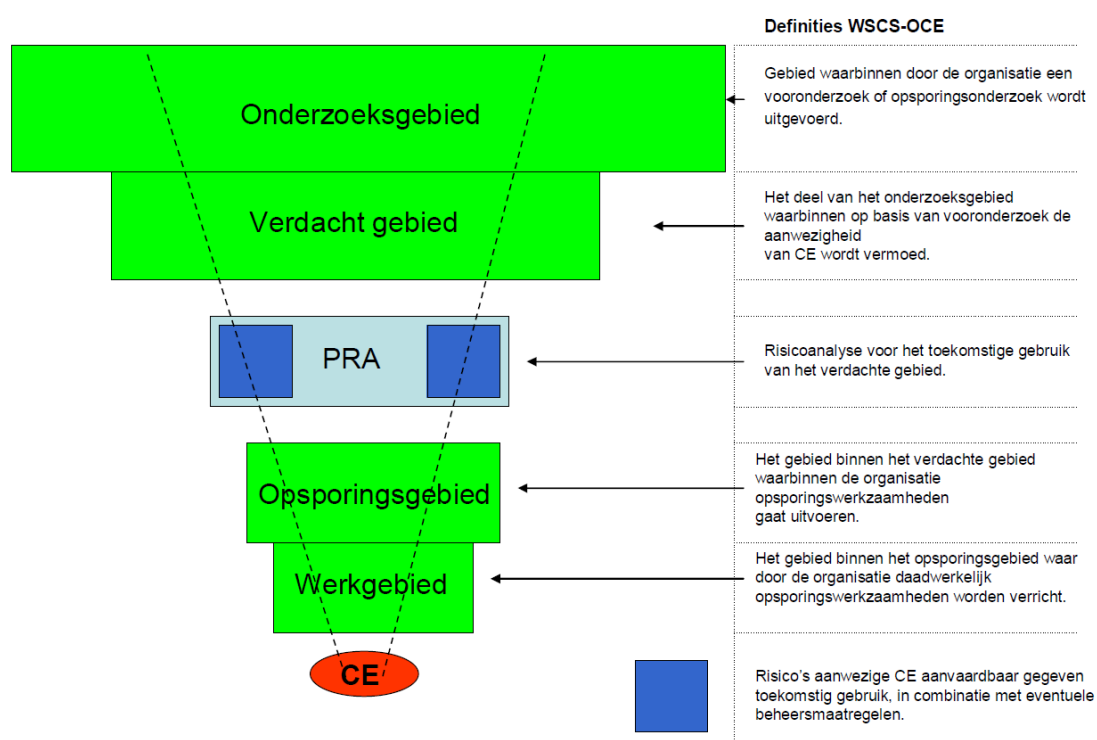 Definities WSCS-OCE
Onderzoeksgebied
Gebied waarbinnen door de organisatie een
vooronderzoek of opsporingsonderzoek wordt
uitgevoerd.
Verdacht gebied
Het deel van het onderzoeksgebied
waarbinnen op basis van vooronderzoek de
aanwezigheid
van CE wordt vermoed.
PRA
Risicoanalyse voor het toekomstige gebruik
van het verdachte gebied.
Opsporingsgebied
Het gebied binnen het verdachte gebied
waarbinnen de organisatie
opsporingswerkzaamheden
gaat uitvoeren.
Werkgebied
Het gebied binnen het opsporingsgebied waar
door de organisatie daadwerkelijk
opsporingswerkzaamheden worden verricht.
CE
Risico's aanwezige CE aanvaardbaar gegeven
toekomstig gebruik, in combinatie met eventuele
beheersmaatregelen.